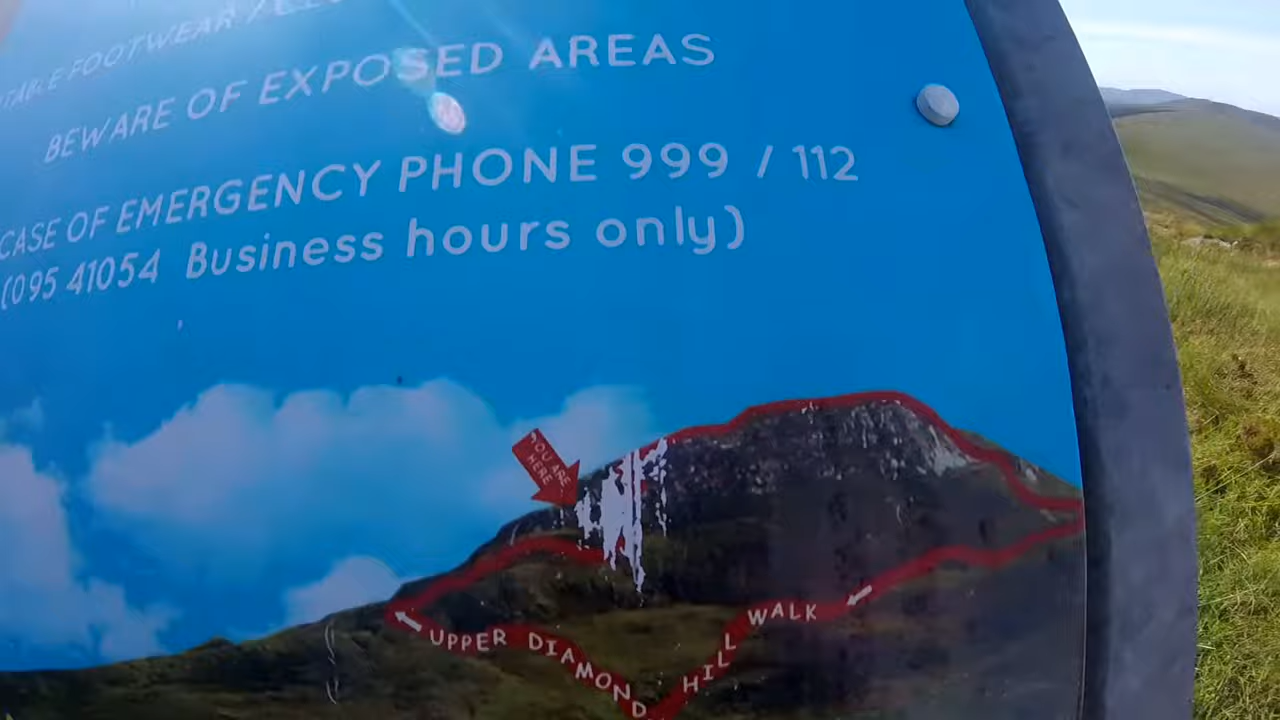 FOOTWEAR
BEWARE OF EXPOSED AREAS
CASE OF EMERGENCY PHONE 999 / 112
(095 41054 Business hours only)
YOU ARE
HERE
UPPER DIAMOND HILL WALK